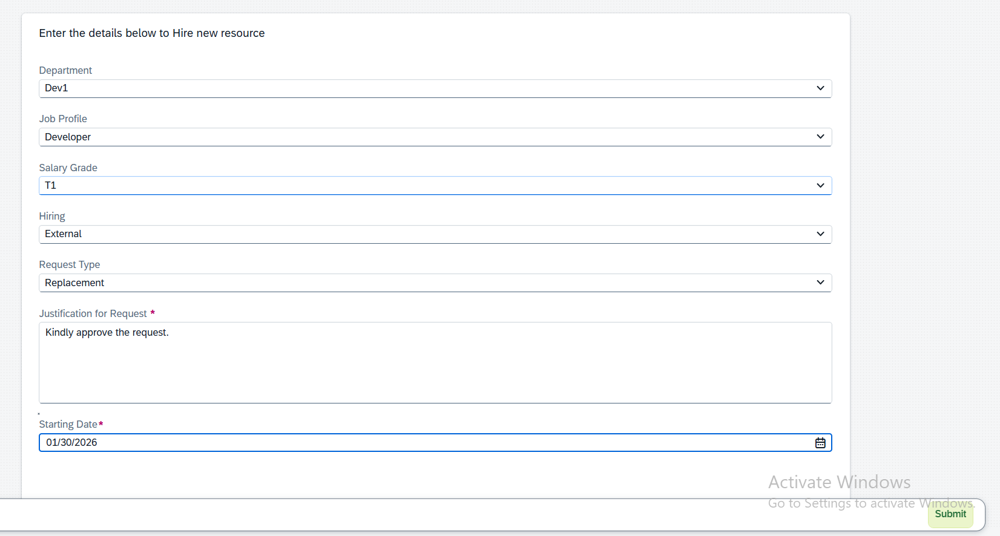 Enter the details below to Hire new resource
Department
Dev1
Job Profile
Developer
Salary Grade
T1
Hiring
External
Request Type
Replacement
Justification for Request *
Kindly approve the request.
Starting Date*
01/30/2026
Activate Windows
Go to Settings to activate Windows.
Submit